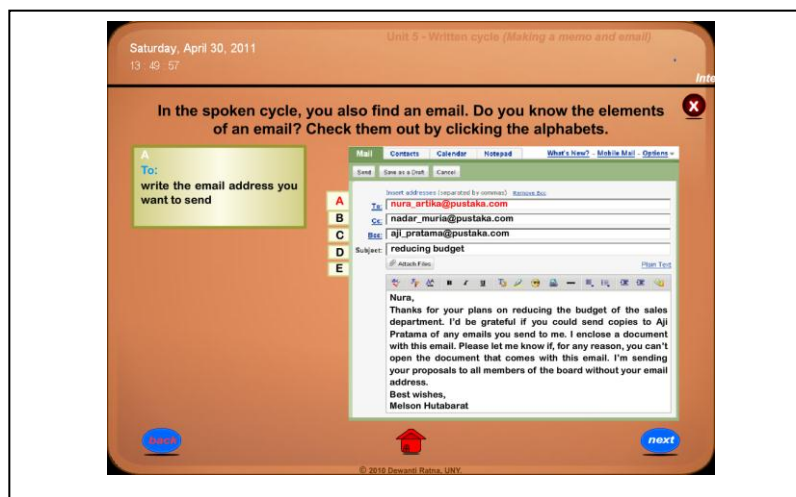 Unit 5 - Written cycle (Making a memo and email)
Saturday, April 30, 2011
13 : 49 : 57
Inte
In the spoken cycle, you also find an email. Do you know the elements
of an email? Check them out by clicking the alphabets.
X
A
To:
write the email address you
want to send
Mail Contacts Calendar Notepad What's New? - Mobile Mail - Options
Send Save as a Draft Cancel
Insert addresses (separated by commas) Remove Bcc
A To: nura_artika@pustaka.com
B Cc: nadar_muria@pustaka.com
C Bcc: aji_pratama@pustaka.com
D Subject: reducing budget
E Attach Files Plain Text
Nura,
Thanks for your plans on reducing the budget of the sales
department. I'd be grateful if you could send copies to Aji
Pratama of any emails you send to me. I enclose a document
with this email. Please let me know if, for any reason, you can't
open the document that comes with this email. I'm sending
your proposals to all members of the board without your email
address.
Best wishes,
Melson Hutabarat
back
next
© 2010 Dewanti Ratna, UNY.